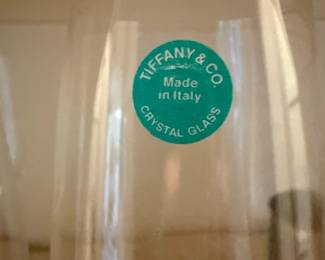 TIFFANY & CO.
Made
in Italy
CRYSTAL GLASS